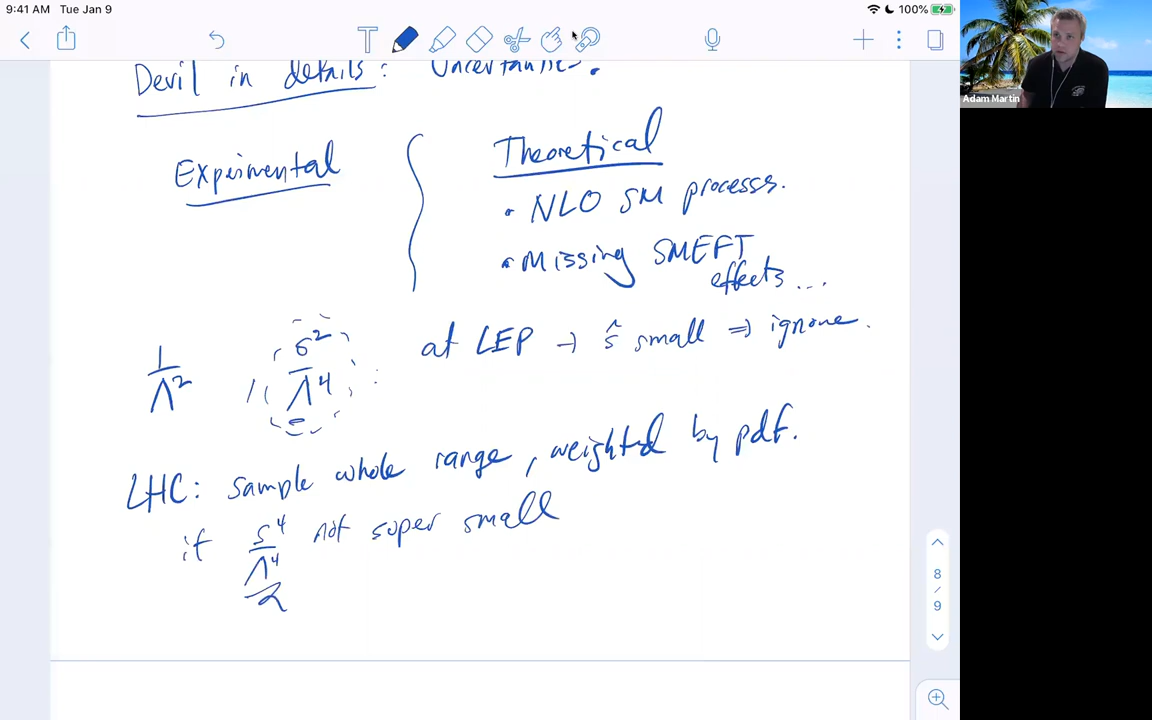 9:41 AM Tue Jan 9
100%
Adam Martin
Devil in details: Uncertainties.
Experimental
Theoretical
• NLO SM processes.
• Missing SMEFT
effects...
1/Λ² ŝ²/Λ⁴ at LEP → ŝ small ⇒ ignore.
LHC: sample whole range, weighted by pdf.
if s⁴/Λ⁴ not super small
8
/
9